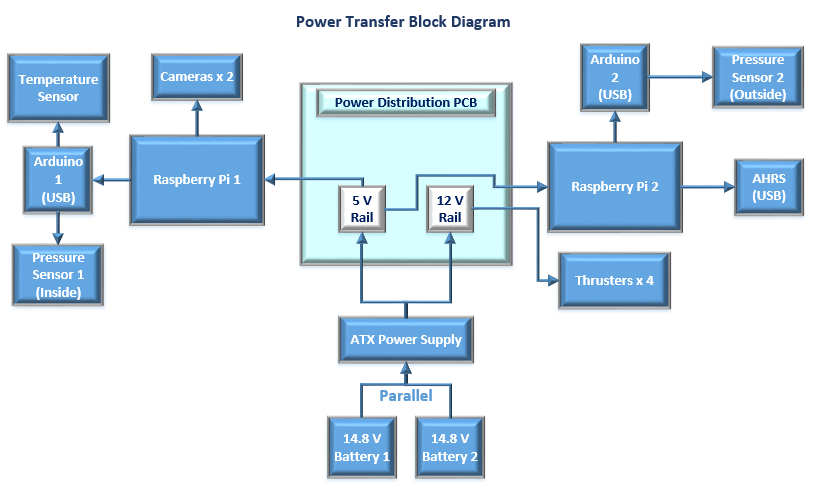 Power Transfer Block Diagram
Temperature
Sensor
Cameras x 2
Arduino
1
(USB)
Raspberry Pi 1
Pressure
Sensor 1
(Inside)
Power Distribution PCB
5 V
Rail
12 V
Rail
Arduino
2
(USB)
Pressure
Sensor 2
(Outside)
Raspberry Pi 2
AHRS
(USB)
Thrusters x 4
ATX Power Supply
Parallel
14.8 V
Battery 1
14.8 V
Battery 2